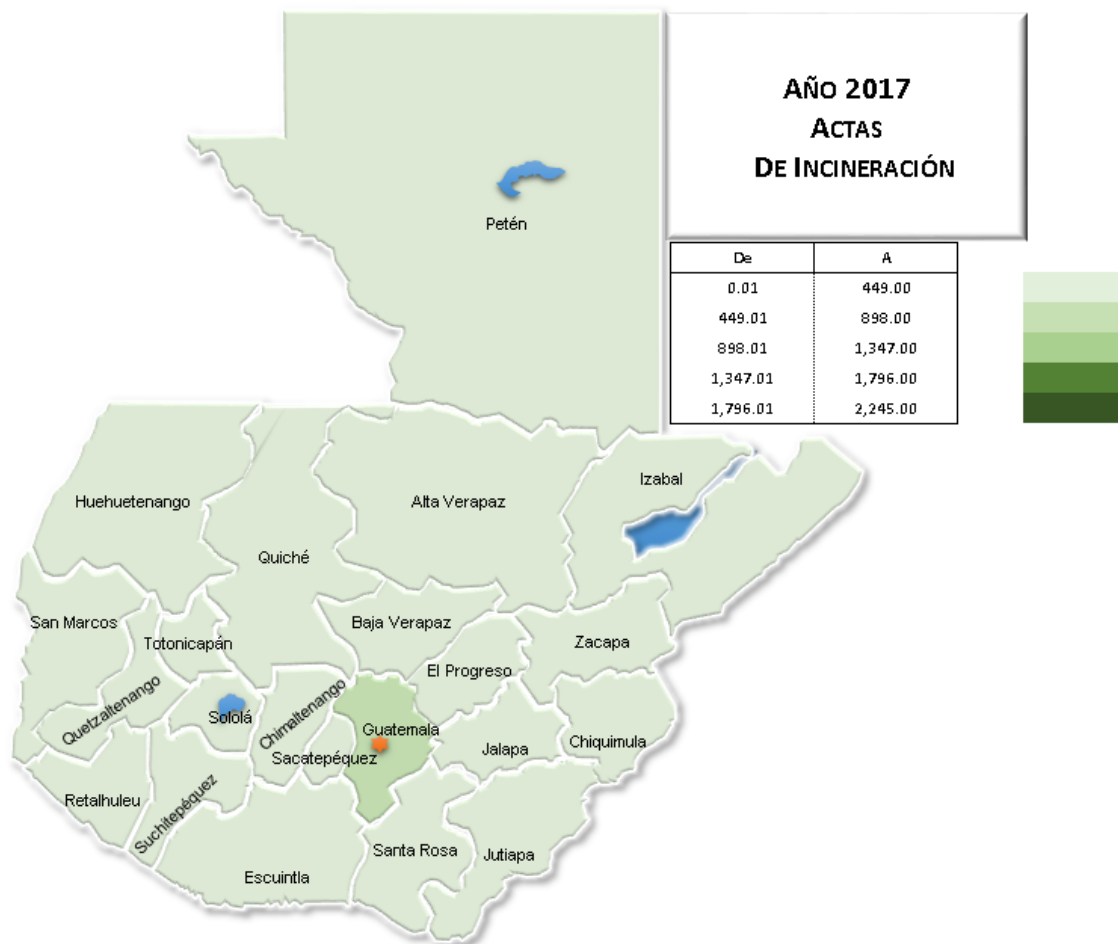 AÑO 2017
ACTAS
DE INCINERACIÓN
De A
0.01 449.00
449.01 898.00
898.01 1,347.00
1,347.01 1,796.00
1,796.01 2,245.00
Petén
Izabal
Huehuetenango
Alta Verapaz
Quiché
San Marcos
Baja Verapaz
Totonicapán
Zacapa
El Progreso
Quetzaltenango
Sololá
Chimaltenango
Guatemala
Sacatepéquez
Jalapa
Chiquimula
Retalhuleu
Suchitepéquez
Santa Rosa
Jutiapa
Escuintla